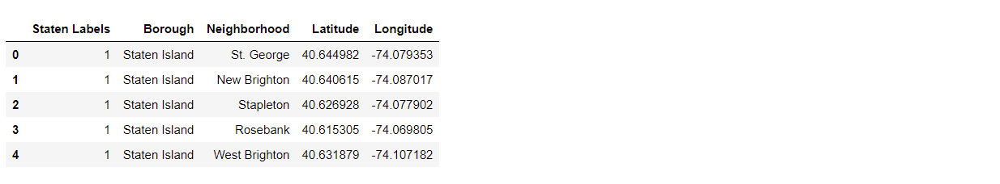 Staten Labels Borough Neighborhood Latitude Longitude
0 1 Staten Island St. George 40.644982 -74.079353
1 1 Staten Island New Brighton 40.640615 -74.087017
2 1 Staten Island Stapleton 40.626928 -74.077902
3 1 Staten Island Rosebank 40.615305 -74.069805
4 1 Staten Island West Brighton 40.631879 -74.107182